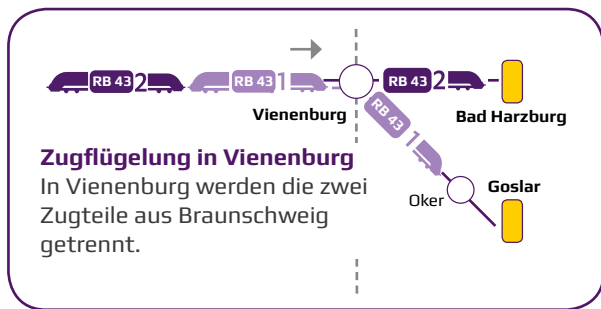 RB 43 2 RB 43 1 RB 43 2
Vienenburg
Bad Harzburg
RB 43 1
Zugflügelung in Vienenburg
In Vienenburg werden die zwei
Zugteile aus Braunschweig
getrennt.
Oker
Goslar